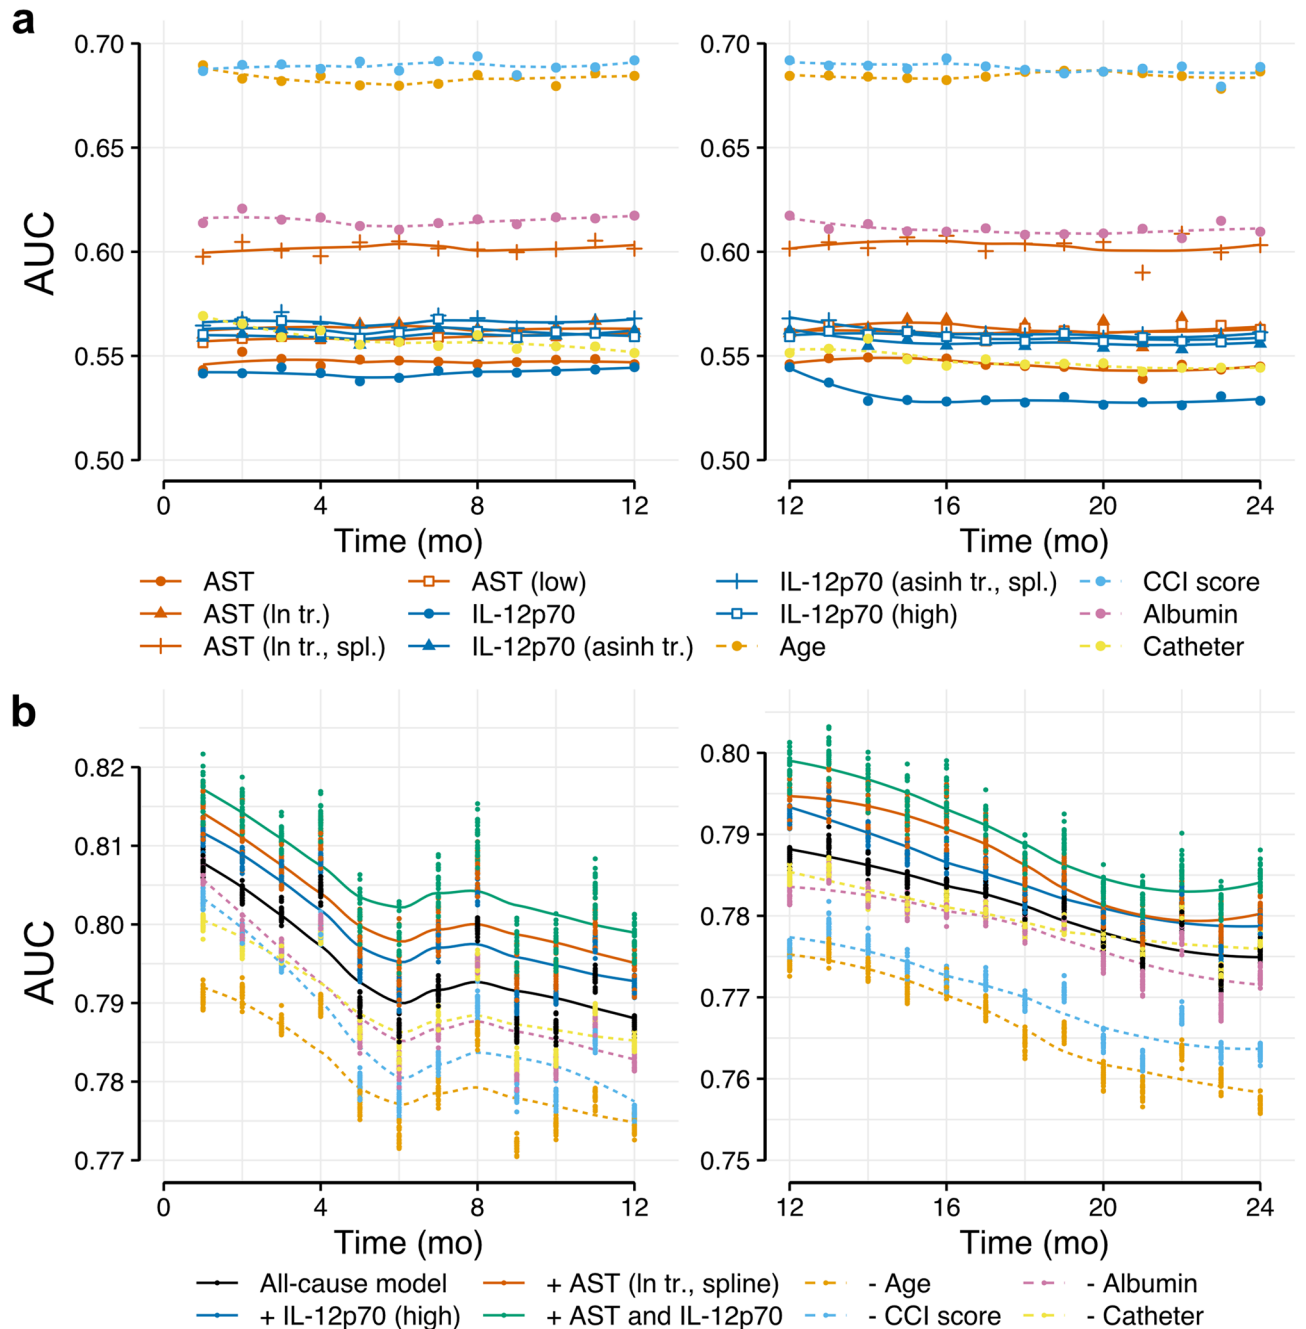 a
0.70
0.65
0.60
0.55
0.50
AUC
0 4 8 12
Time (mo)
0.70
0.65
0.60
0.55
0.50
12 16 20 24
Time (mo)
AST
AST (ln tr.)
AST (ln tr., spl.)
AST (low)
IL-12p70
IL-12p70 (asinh tr.)
IL-12p70 (asinh tr., spl.)
IL-12p70 (high)
Age
CCI score
Albumin
Catheter
b
0.82
0.81
0.80
0.79
0.78
0.77
AUC
0 4 8 12
Time (mo)
0.80
0.79
0.78
0.77
0.76
0.75
12 16 20 24
Time (mo)
All-cause model
+ IL-12p70 (high)
+ AST (ln tr., spline)
+ AST and IL-12p70
- Age
- CCI score
- Albumin
- Catheter